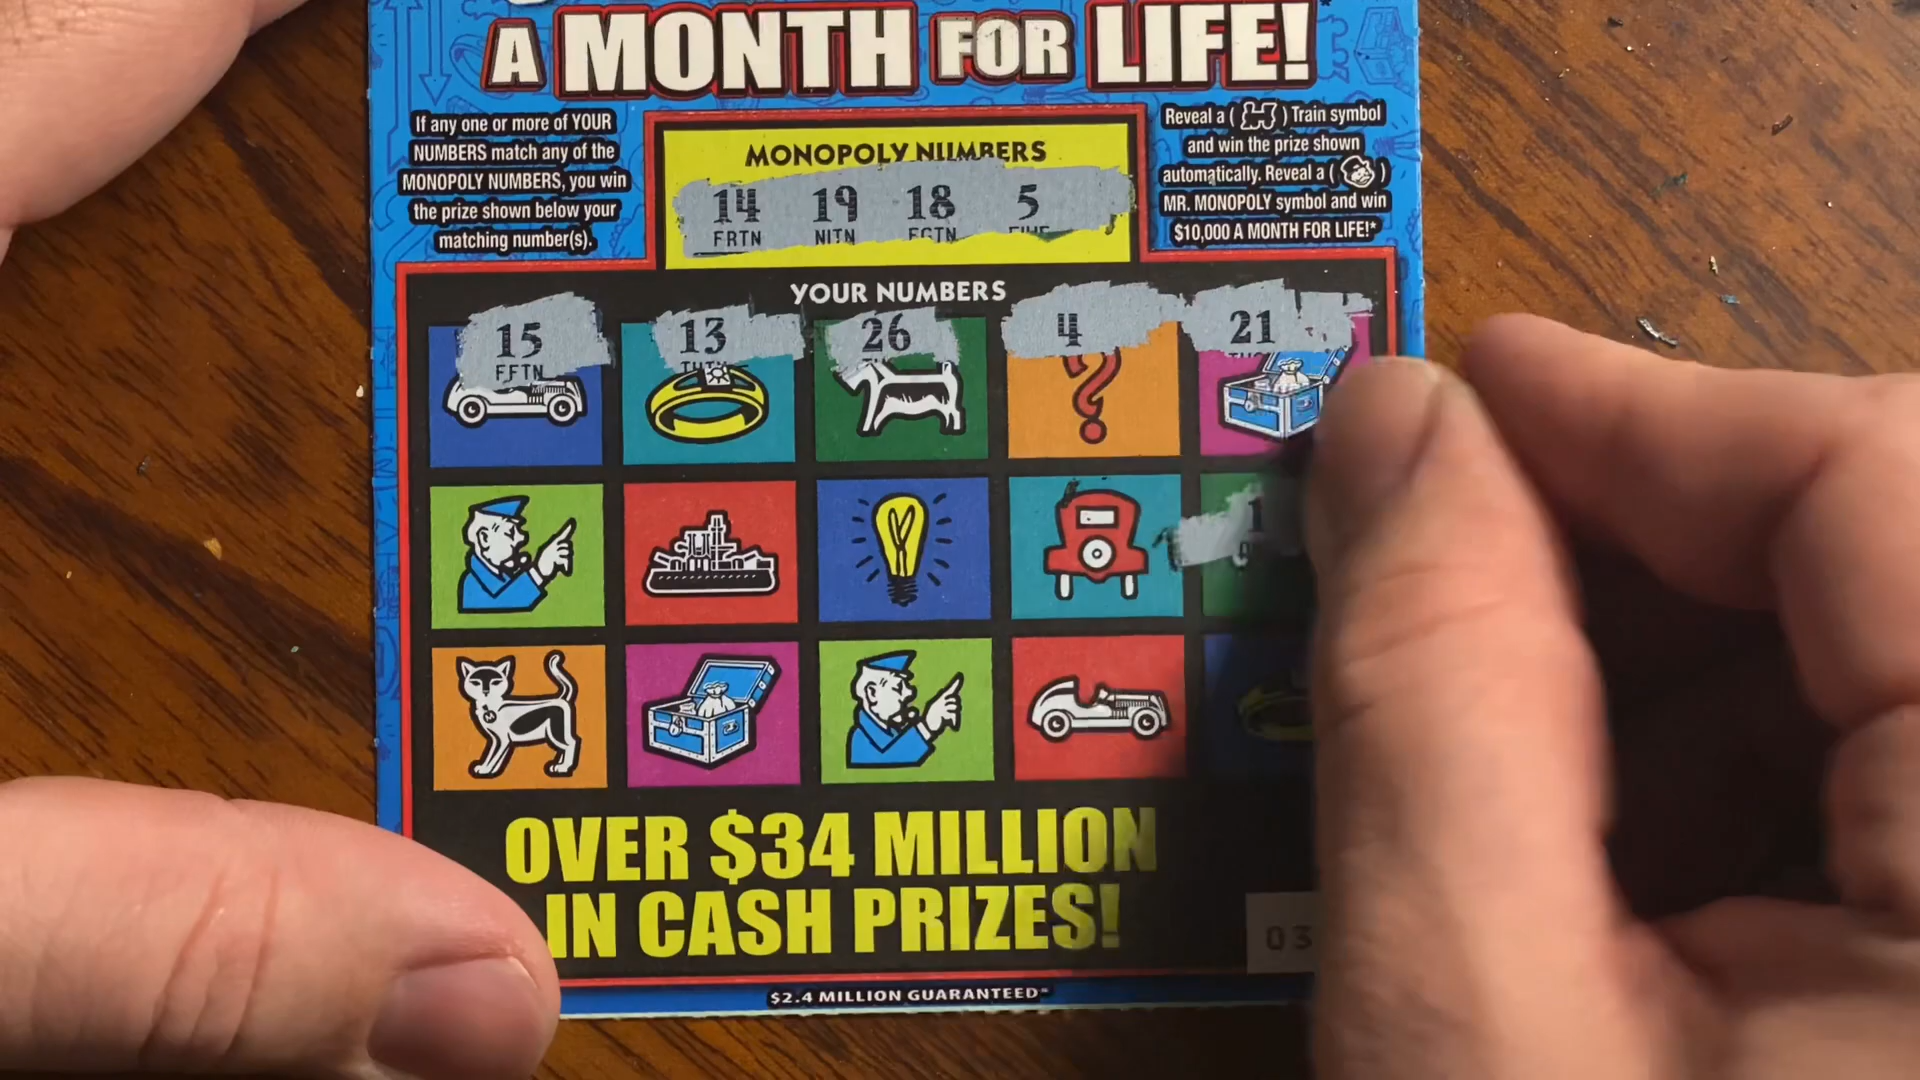 A MONTH FOR LIFE!*
If any one or more of YOUR
NUMBERS match any of the
MONOPOLY NUMBERS, you win
the prize shown below your
matching number(s).
MONOPOLY NUMBERS
14 19 18 5
FRTN NITN
Reveal a ( ) Train symbol
and win the prize shown
automatically. Reveal a ( )
MR. MONOPOLY symbol and win
$10,000 A MONTH FOR LIFE!*
YOUR NUMBERS
15 13 26 4 21
FFTN
OVER $34 MILLION
IN CASH PRIZES!
03
$2.4 MILLION GUARANTEED*